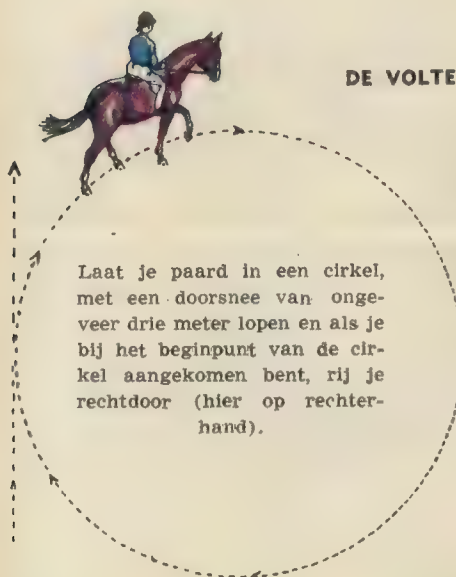 DE VOLTE
Laat je paard in een cirkel,
met een doorsnee van onge-
veer drie meter lopen en als je
bij het beginpunt van de cir-
kel aangekomen bent, rij je
rechtdoor (hier op rechter-
hand).